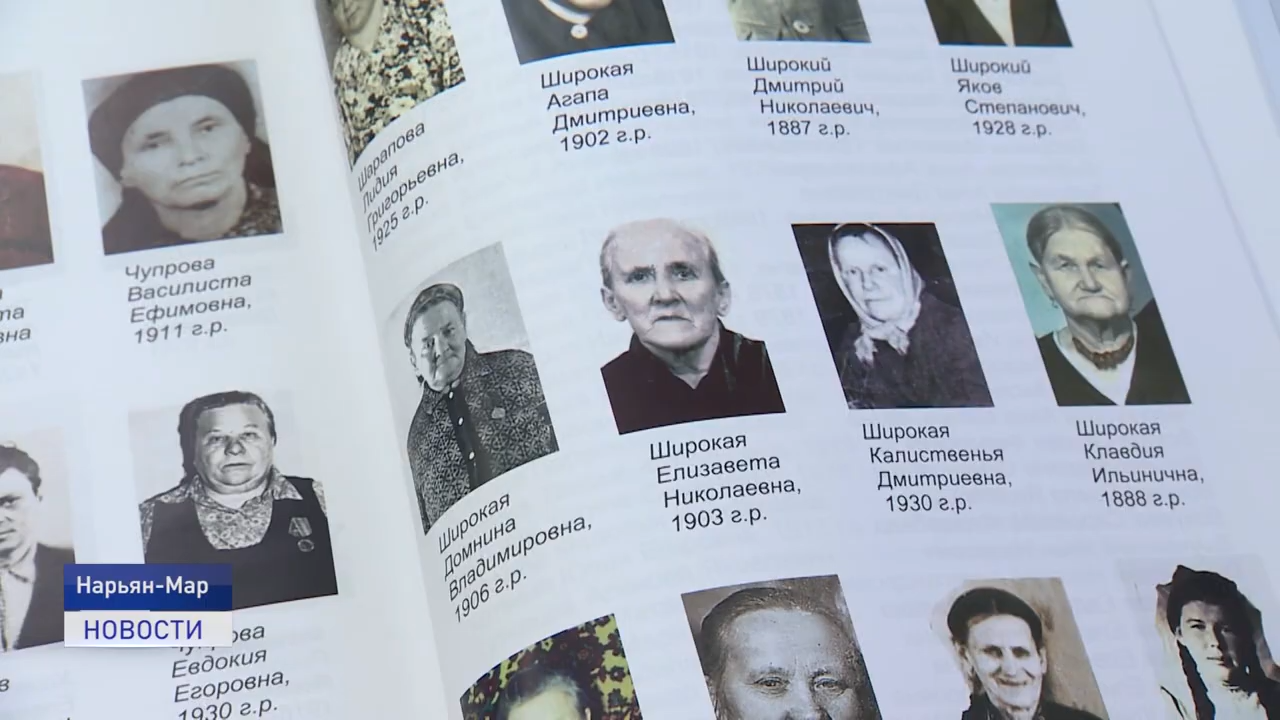 Чупрова
Василиста
Ефимовна,
1911 г.р.
Евдокия
Егоровна,
1930 г.р.
Шарапова
Лидия
Григорьевна,
1925 г.р.
Широкая
Агапа
Дмитриевна,
1902 г.р.
Широкий
Дмитрий
Николаевич,
1887 г.р.
Широкий
Яков
Степанович,
1928 г.р.
Широкая
Домнина
Владимировна,
1906 г.р.
Широкая
Елизавета
Николаевна,
1903 г.р.
Широкая
Калиственья
Дмитриевна,
1930 г.р.
Широкая
Клавдия
Ильинична,
1888 г.р.
Нарьян-Мар
НОВОСТИ